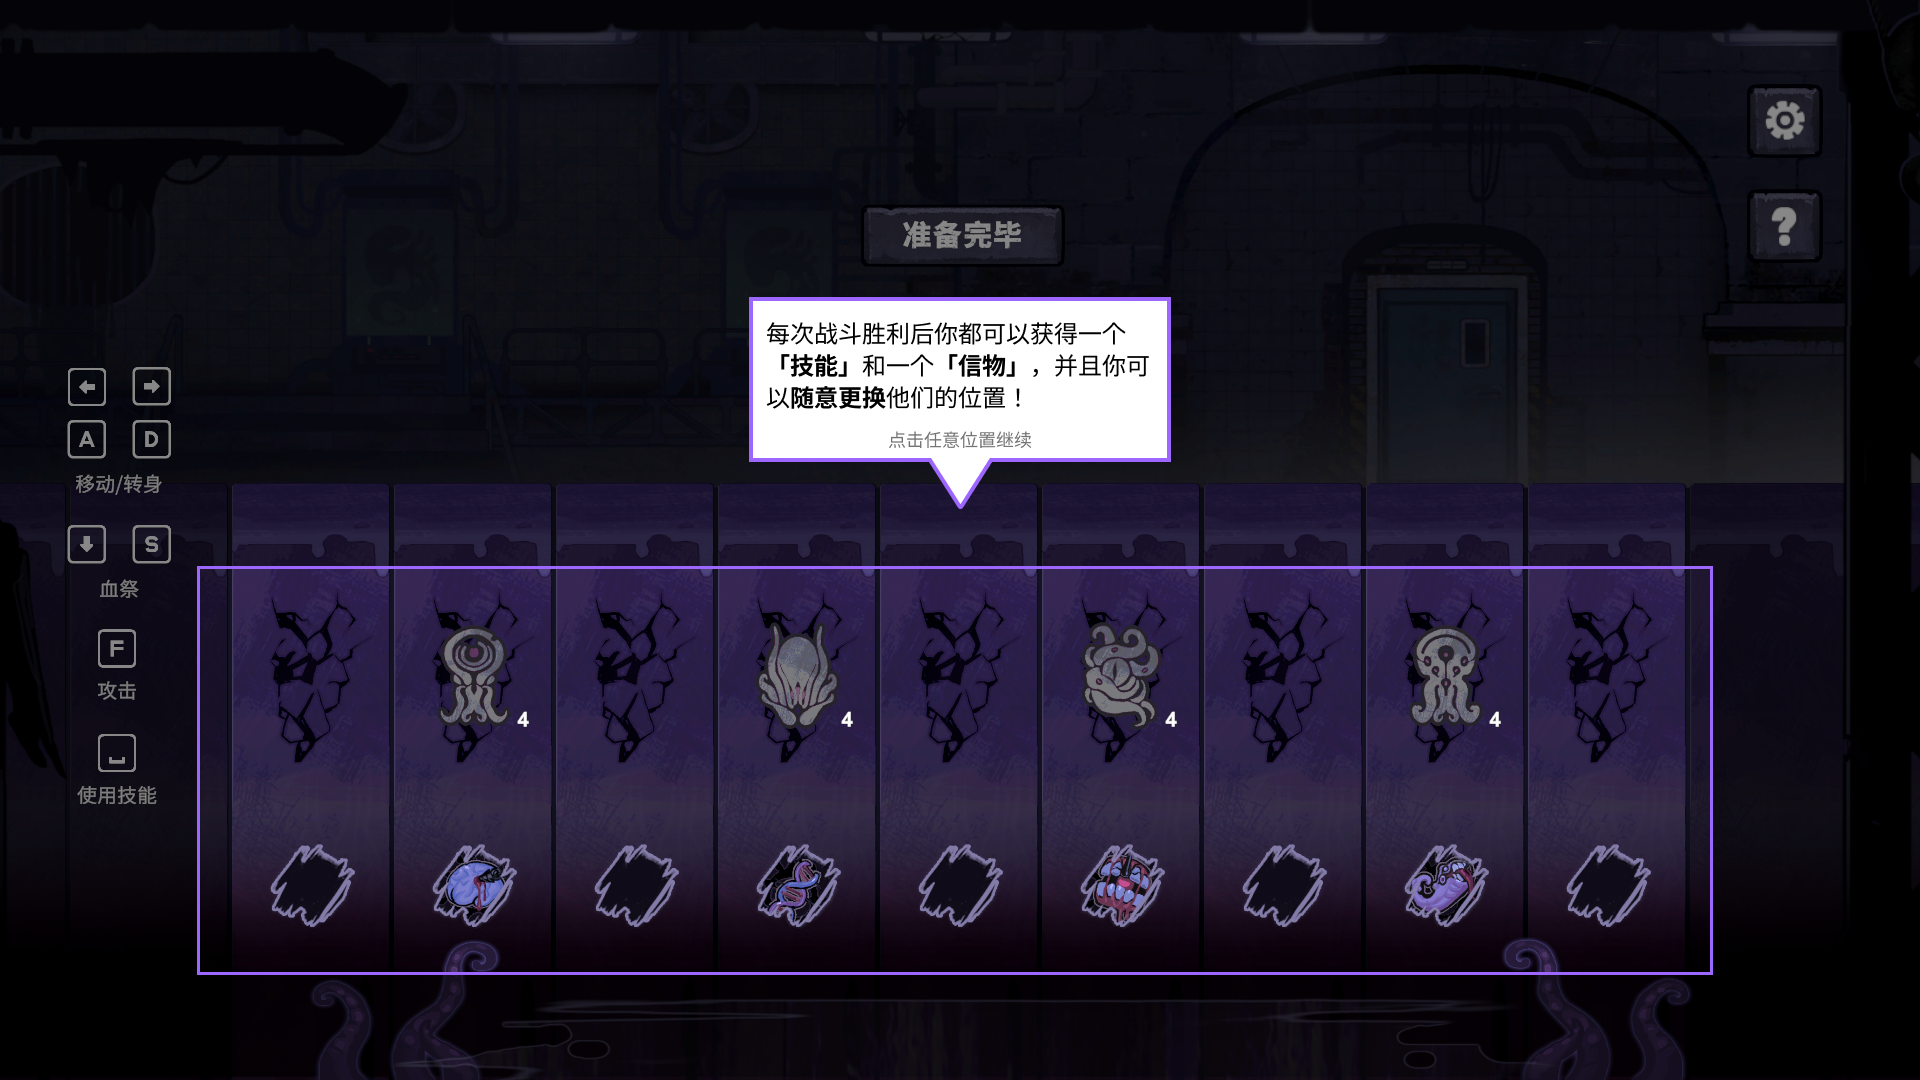 准备完毕
每次战斗胜利后你都可以获得一个
「技能」和一个「信物」，并且你可
以随意更换他们的位置！
点击任意位置继续
A D
移动/转身
S
血祭
F
攻击
使用技能
4 4 4 4